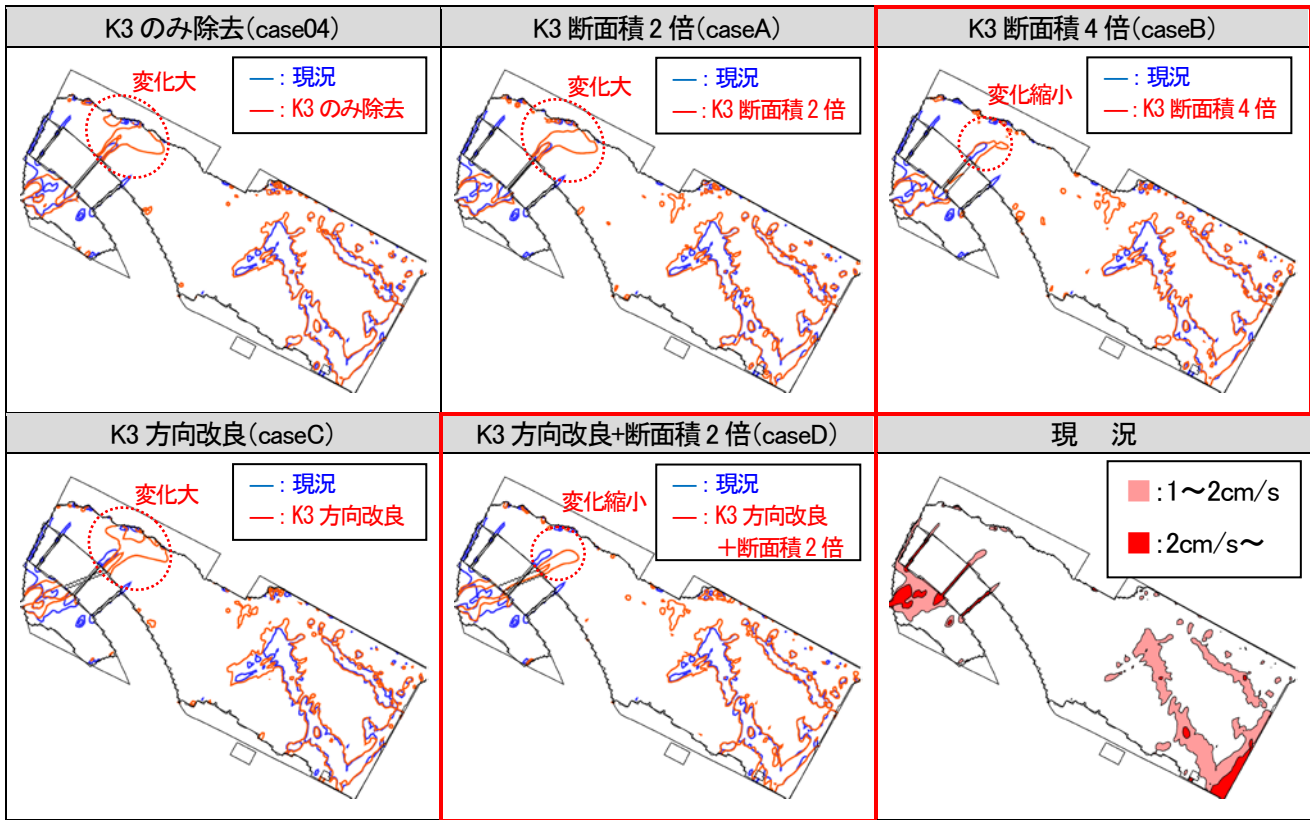 K3 のみ除去(case04)
変化大
― : 現況
― : K3 のみ除去
K3 断面積 2 倍(caseA)
変化大
― : 現況
― : K3 断面積 2 倍
K3 断面積 4 倍(caseB)
変化縮小
― : 現況
― : K3 断面積 4 倍
K3 方向改良(caseC)
変化大
― : 現況
― : K3 方向改良
K3 方向改良+断面積 2 倍(caseD)
変化縮小
― : 現況
― : K3 方向改良
+断面積 2 倍
現 況
:1~2cm/s
:2cm/s~